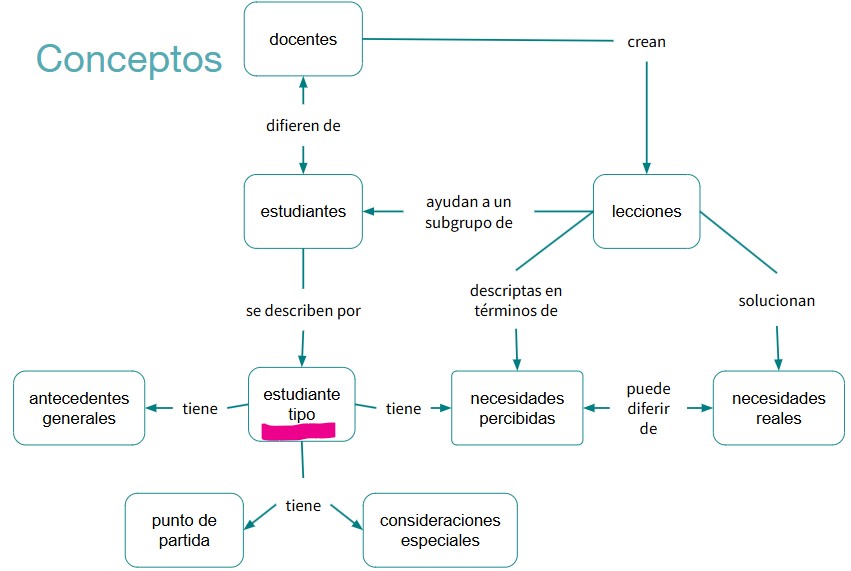 Conceptos
docentes
crean
difieren de
estudiantes
ayudan a un
subgrupo de
lecciones
se describen por
descriptas en
términos de
solucionan
antecedentes
generales
tiene
estudiante
tipo
tiene
necesidades
percibidas
puede
diferir
de
necesidades
reales
tiene
punto de
partida
consideraciones
especiales